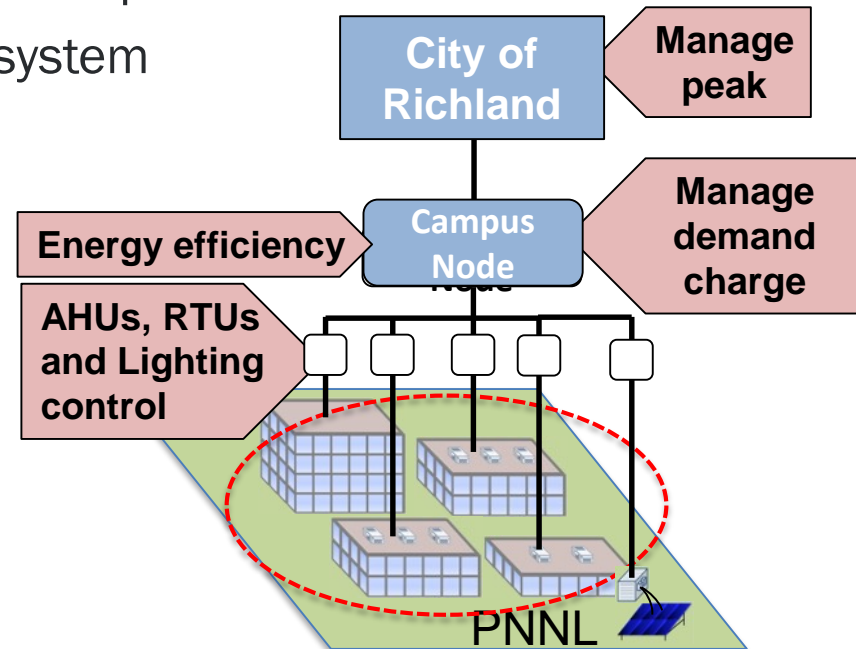 system
City of
Richland
Manage
peak
Manage
demand
charge
Energy efficiency
Campus
Node
AHUs, RTUs
and Lighting
control
PNNL